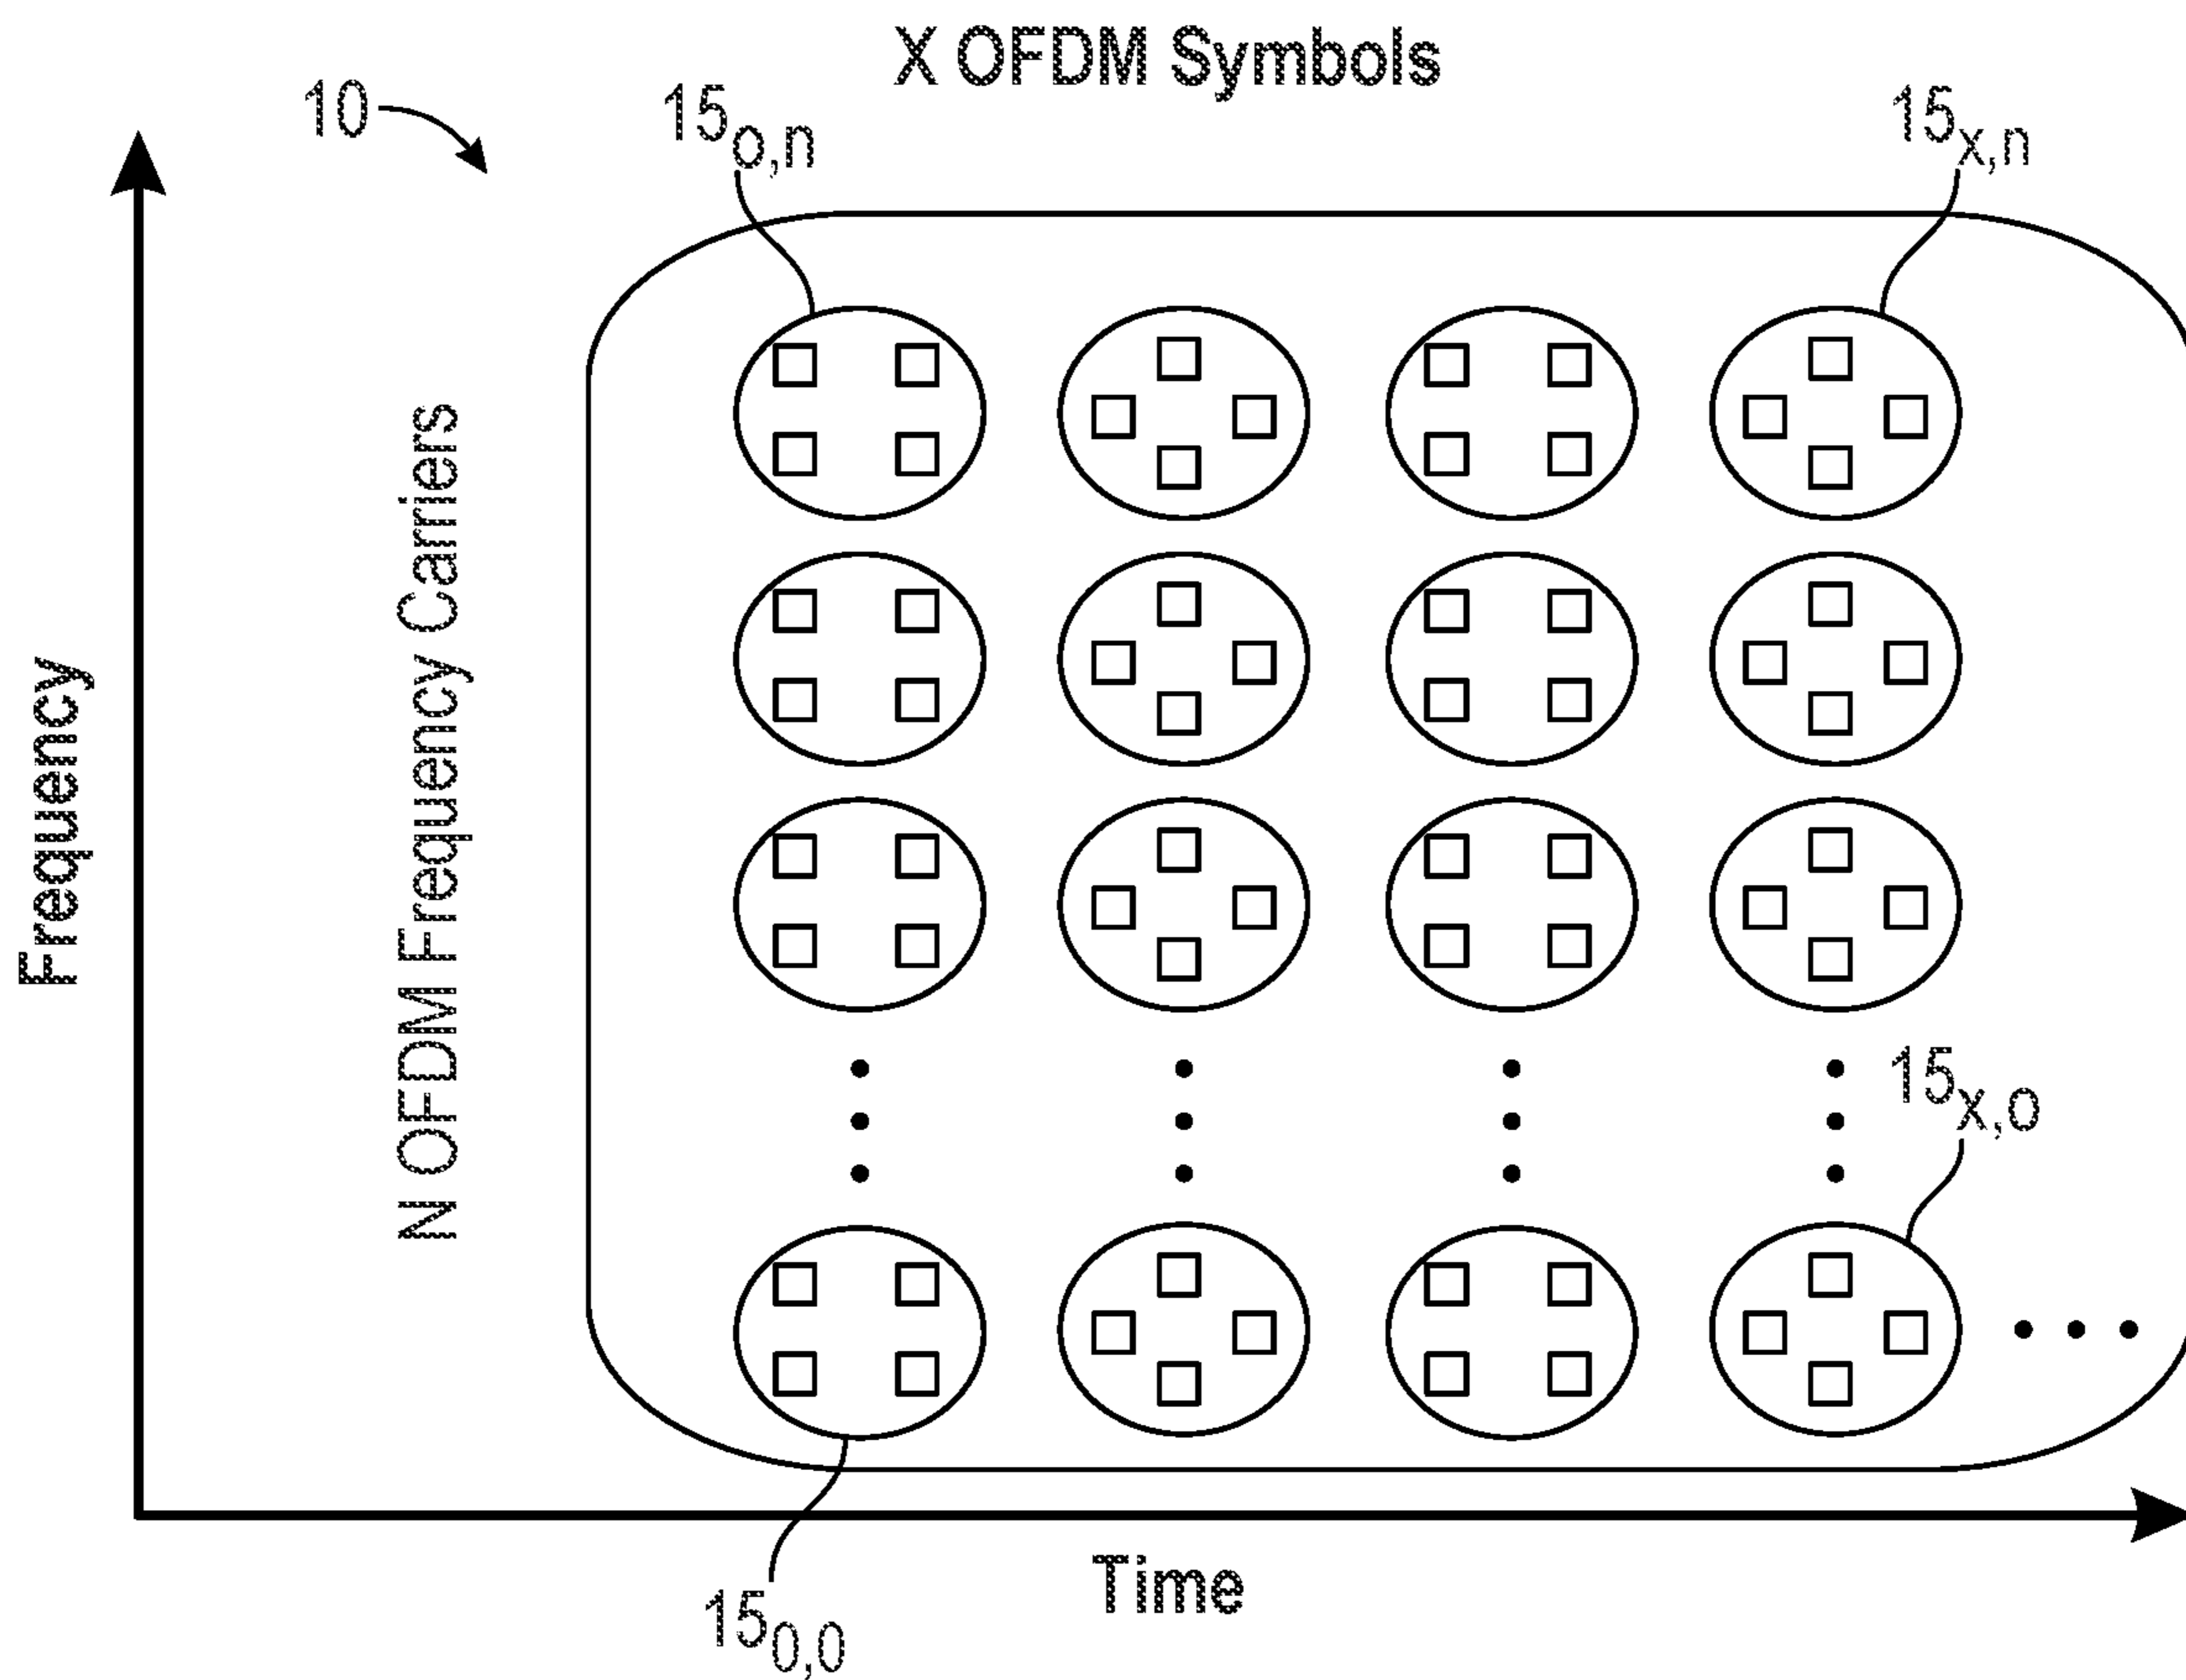 X OFDM Symbols
10
15o,n
15x,n
Frequency
N OFDM Frequency Carriers
15x,o
Time
150,0